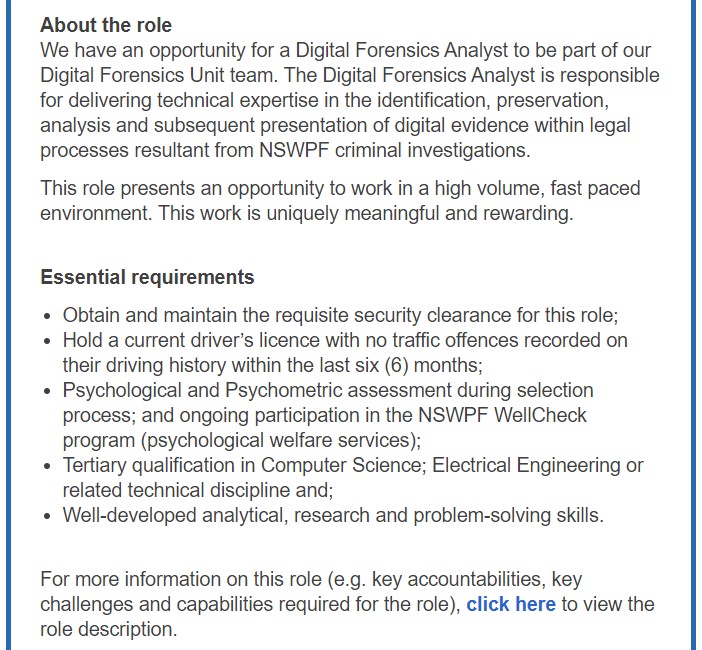 About the role
We have an opportunity for a Digital Forensics Analyst to be part of our
Digital Forensics Unit team. The Digital Forensics Analyst is responsible
for delivering technical expertise in the identification, preservation,
analysis and subsequent presentation of digital evidence within legal
processes resultant from NSWPF criminal investigations.
This role presents an opportunity to work in a high volume, fast paced
environment. This work is uniquely meaningful and rewarding.
Essential requirements
• Obtain and maintain the requisite security clearance for this role;
• Hold a current driver’s licence with no traffic offences recorded on
their driving history within the last six (6) months;
• Psychological and Psychometric assessment during selection
process; and ongoing participation in the NSWPF WellCheck
program (psychological welfare services);
• Tertiary qualification in Computer Science; Electrical Engineering or
related technical discipline and;
• Well-developed analytical, research and problem-solving skills.
For more information on this role (e.g. key accountabilities, key
challenges and capabilities required for the role), click here to view the
role description.